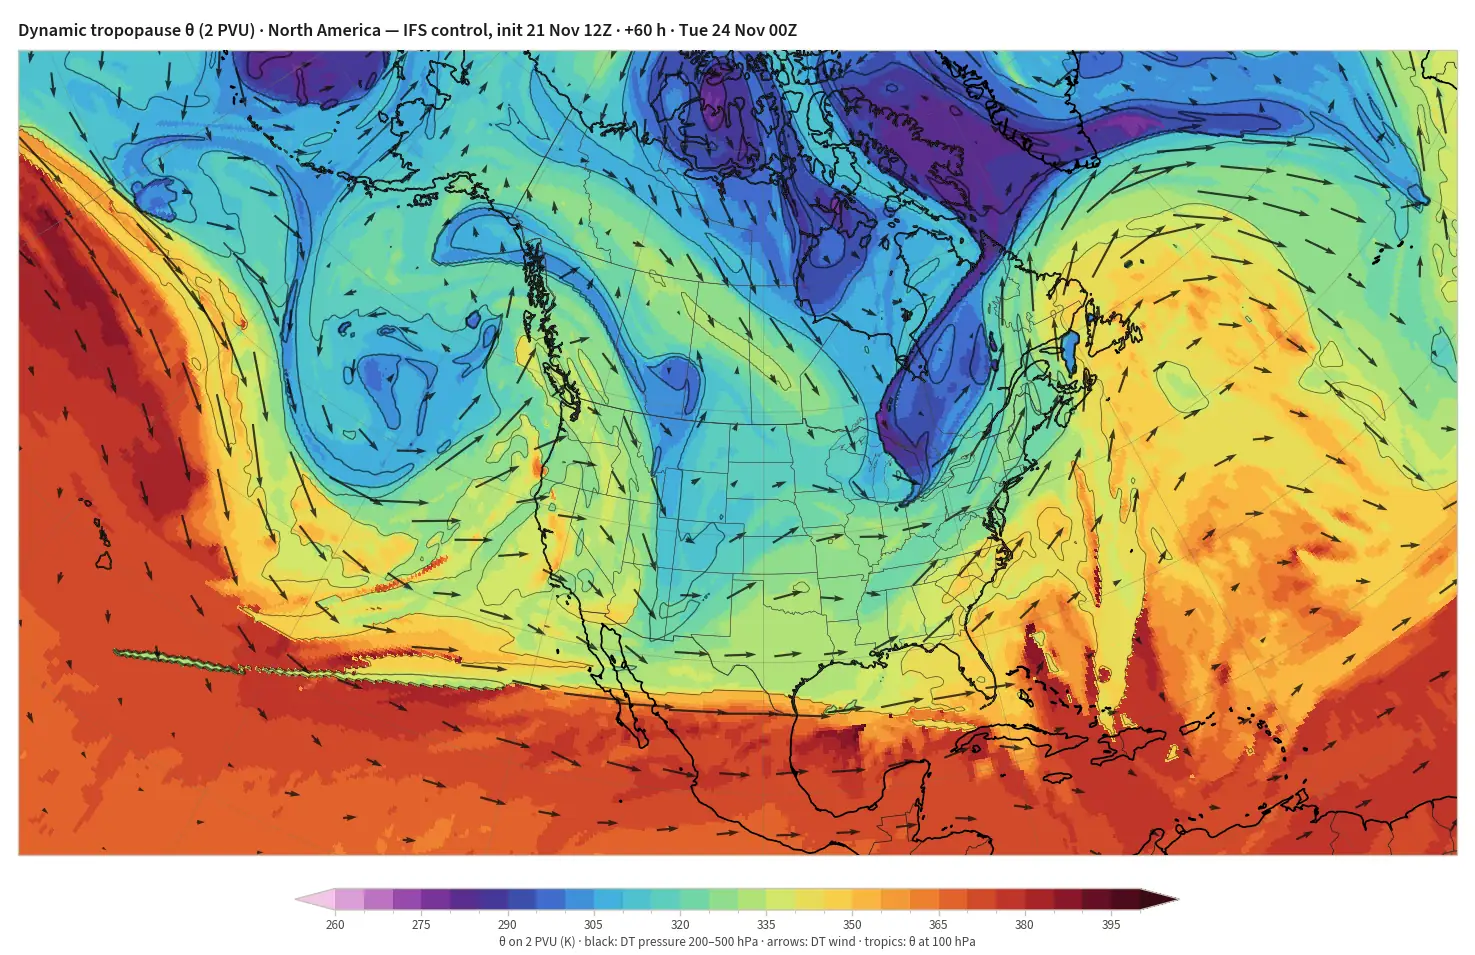 Dynamic tropopause θ (2 PVU) · North America — IFS control, init 21 Nov 12Z · +60 h · Tue 24 Nov 00Z
260 275 290 305 320 335 350 365 380 395
θ on 2 PVU (K) · black: DT pressure 200–500 hPa · arrows: DT wind · tropics: θ at 100 hPa